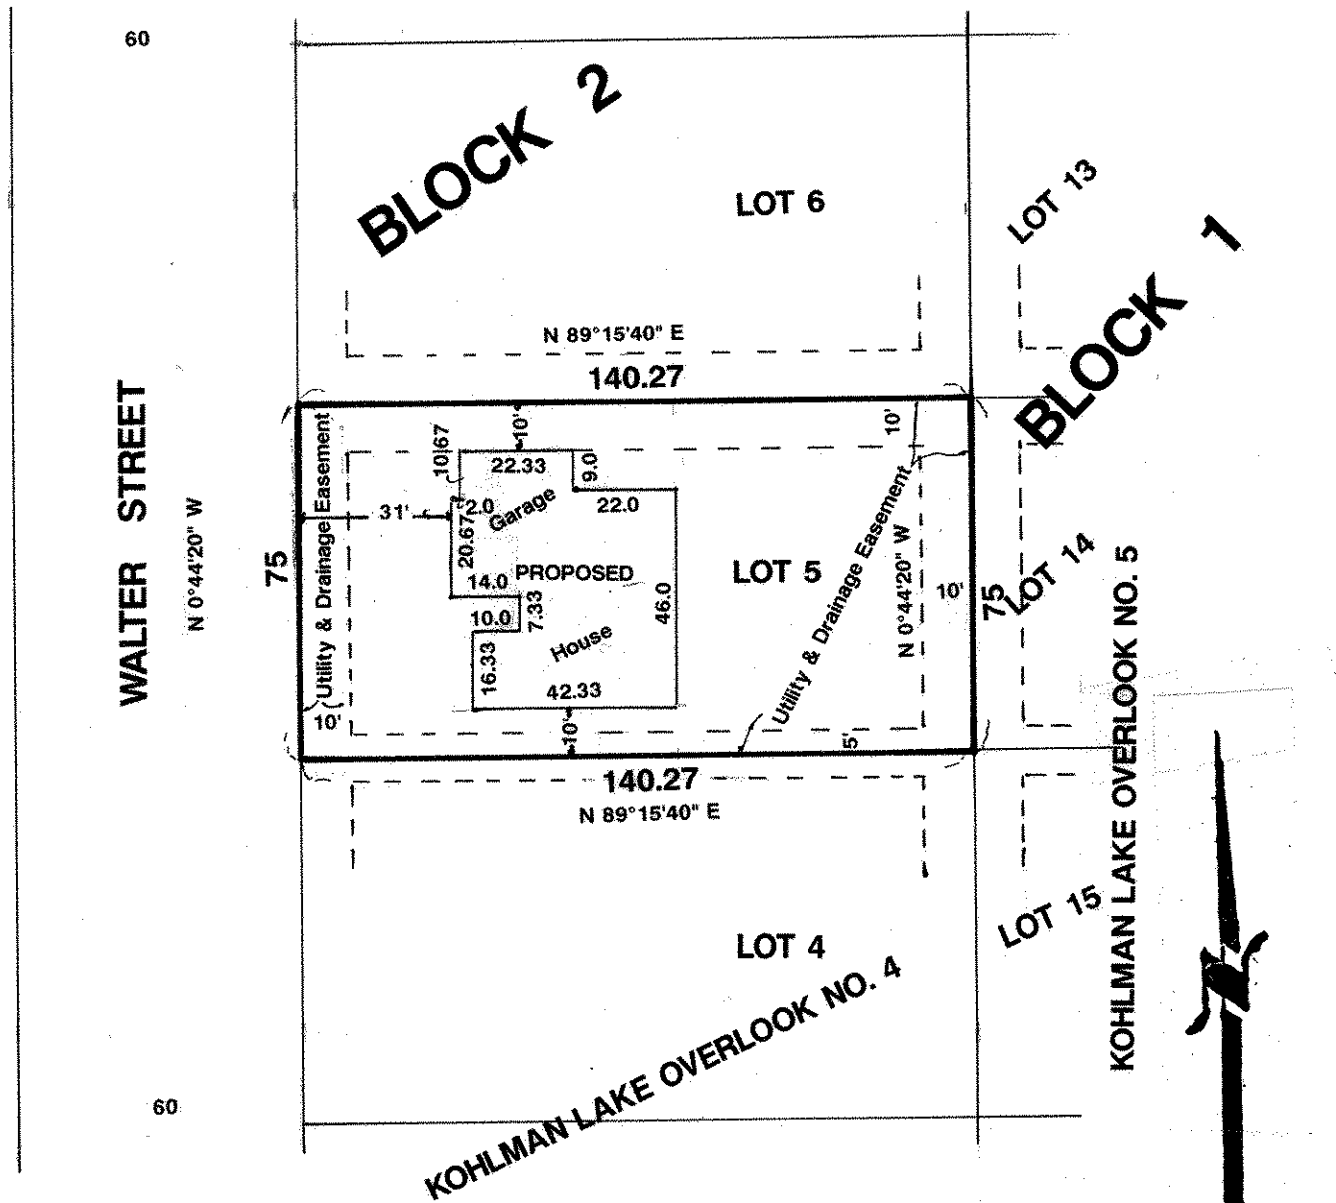 60
BLOCK 2
LOT 6
LOT 13
BLOCK 1
N 89°15'40" E
140.27
WALTER STREET
N 0°44'20" W
75
Utility & Drainage Easement
10'
31'
10.67
10'
22.33
9.0
22.0
2.0
Garage
20.67
14.0
PROPOSED
10.0
7.33
House
16.33
42.33
46.0
10'
LOT 5
10'
Utility & Drainage Easement
N 0°44'20" W
10'
5'
75
LOT 14
140.27
N 89°15'40" E
KOHLMAN LAKE OVERLOOK NO. 5
LOT 4
LOT 15
KOHLMAN LAKE OVERLOOK NO. 4
60
N